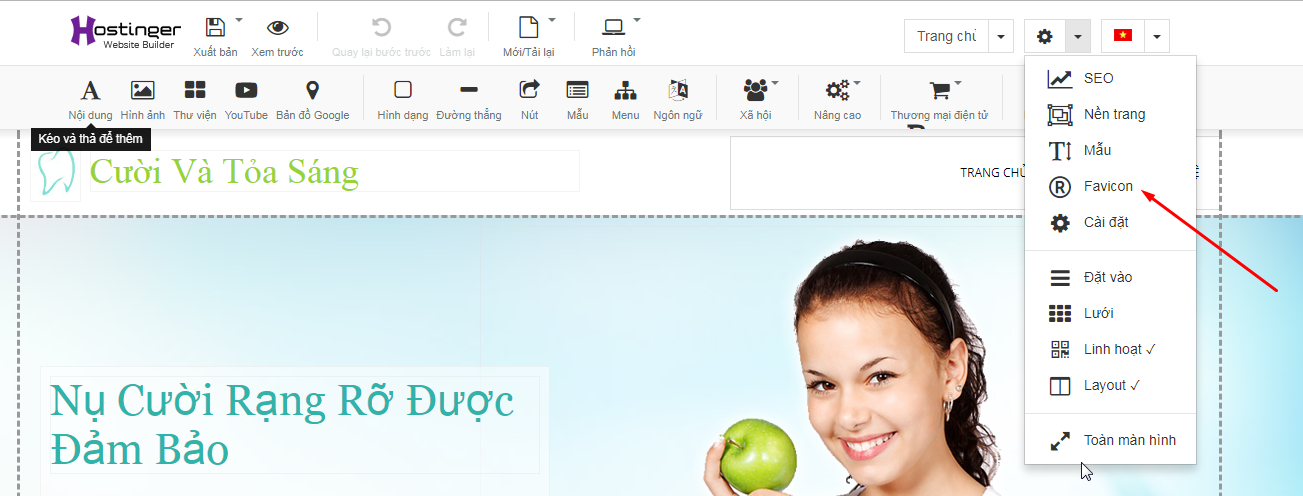 Hostinger
Website Builder
Xuất bản
Xem trước
Quay lại bước trước
Làm lại
Mới/Tải lại
Phản hồi
Trang chủ
Nội dung
Hình ảnh
Thư viện
YouTube
Bản đồ Google
Hình dạng
Đường thẳng
Nút
Mẫu
Menu
Ngôn ngữ
Xã hội
Nâng cao
Thương mại điện tử
Kéo và thả để thêm
Cười Và Tỏa Sáng
TRANG CHỦ
SEO
Nền trang
Mẫu
Favicon
Cài đặt
Đặt vào
Lưới
Linh hoạt ✓
Layout ✓
Toàn màn hình
Nụ Cười Rạng Rỡ Được
Đảm Bảo